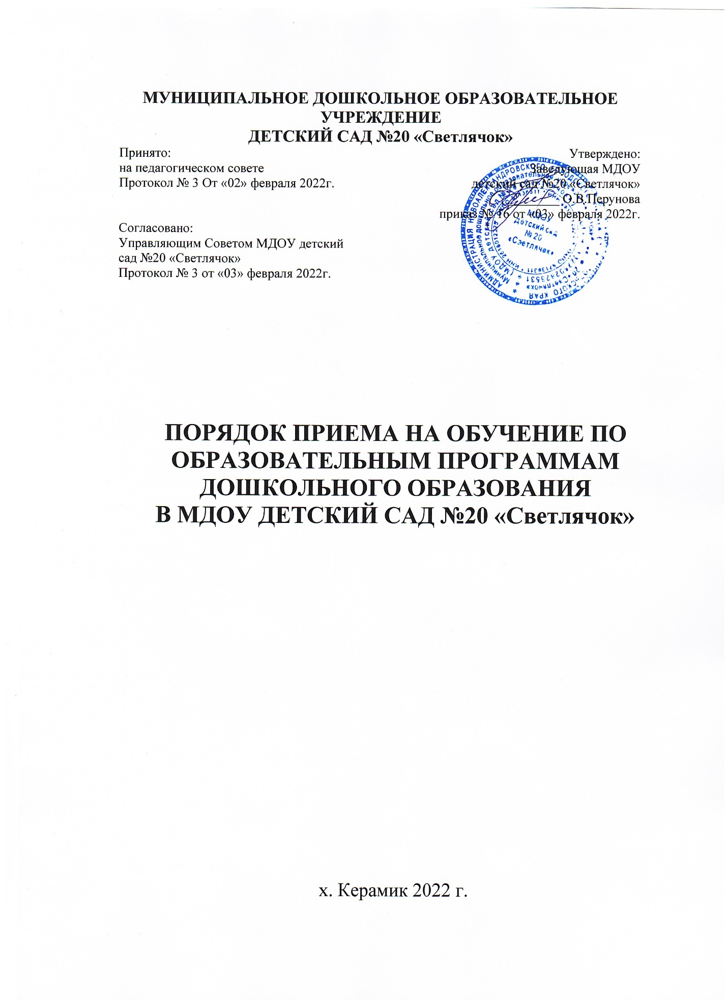 МУНИЦИПАЛЬНОЕ ДОШКОЛЬНОЕ ОБРАЗОВАТЕЛЬНОЕ
УЧРЕЖДЕНИЕ
ДЕТСКИЙ САД №20 «Светлячок»
Принято:
на педагогическом совете
Протокол № 3 От «02» февраля 2022г.
Утверждено:
Заведующая МДОУ
детский сад №20 «Светлячок»
О.В.Перунова
приказ № 16 от «03» февраля 2022г.
Согласовано:
Управляющим Советом МДОУ детский
сад №20 «Светлячок»
Протокол № 3 от «03» февраля 2022г.
МДОУ
детский сад
№ 20
«Светлячок»
ПОРЯДОК ПРИЕМА НА ОБУЧЕНИЕ ПО
ОБРАЗОВАТЕЛЬНЫМ ПРОГРАММАМ
ДОШКОЛЬНОГО ОБРАЗОВАНИЯ
В МДОУ ДЕТСКИЙ САД №20 «Светлячок»
х. Керамик 2022 г.